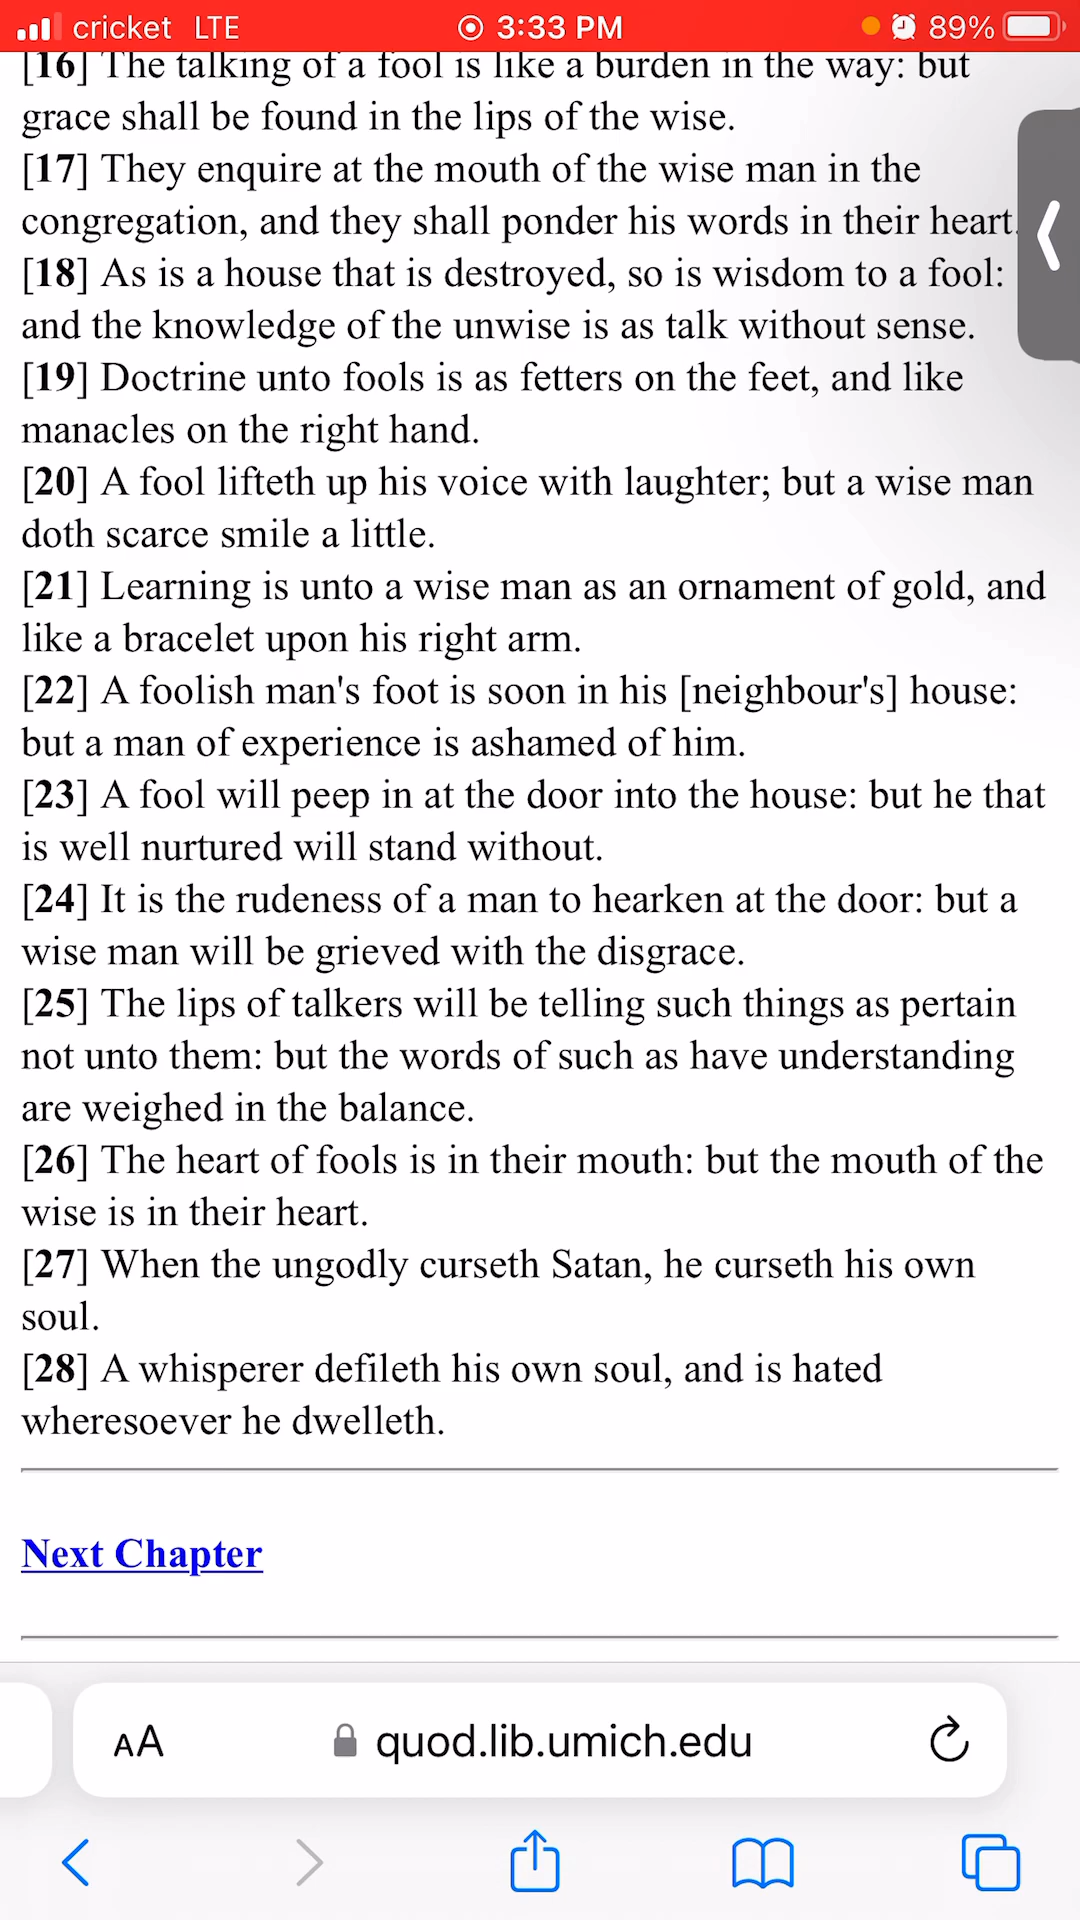 cricket LTE 3:33 PM 89%
[16] The talking of a fool is like a burden in the way: but
grace shall be found in the lips of the wise.
[17] They enquire at the mouth of the wise man in the
congregation, and they shall ponder his words in their heart.
[18] As is a house that is destroyed, so is wisdom to a fool:
and the knowledge of the unwise is as talk without sense.
[19] Doctrine unto fools is as fetters on the feet, and like
manacles on the right hand.
[20] A fool lifteth up his voice with laughter; but a wise man
doth scarce smile a little.
[21] Learning is unto a wise man as an ornament of gold, and
like a bracelet upon his right arm.
[22] A foolish man's foot is soon in his [neighbour's] house:
but a man of experience is ashamed of him.
[23] A fool will peep in at the door into the house: but he that
is well nurtured will stand without.
[24] It is the rudeness of a man to hearken at the door: but a
wise man will be grieved with the disgrace.
[25] The lips of talkers will be telling such things as pertain
not unto them: but the words of such as have understanding
are weighed in the balance.
[26] The heart of fools is in their mouth: but the mouth of the
wise is in their heart.
[27] When the ungodly curseth Satan, he curseth his own
soul.
[28] A whisperer defileth his own soul, and is hated
wheresoever he dwelleth.
Next Chapter
AA quod.lib.umich.edu